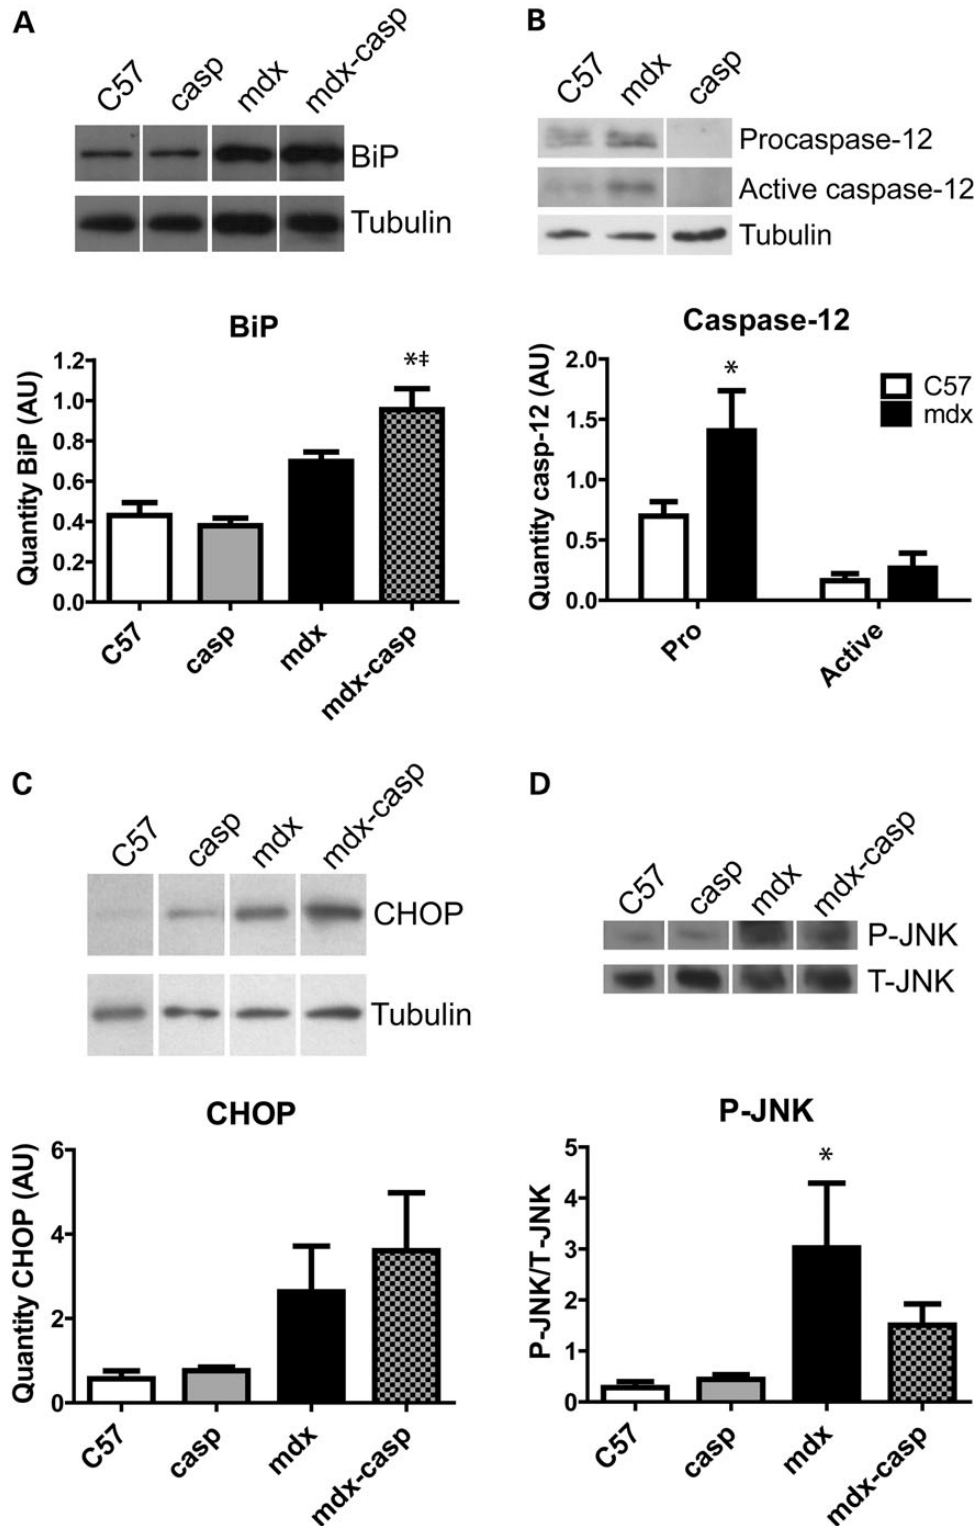 A
C57 casp mdx mdx-casp
BiP
Tubulin
BiP
Quantity BiP (AU)
1.2
1.0
0.8
0.6
0.4
0.2
0.0
*‡
C57 casp mdx mdx-casp
B
C57 mdx casp
Procaspase-12
Active caspase-12
Tubulin
Caspase-12
Quantity casp-12 (AU)
2.0
1.5
1.0
0.5
0.0
*
C57
mdx
Pro Active
C
C57 casp mdx mdx-casp
CHOP
Tubulin
CHOP
Quantity CHOP (AU)
6
4
2
0
C57 casp mdx mdx-casp
D
C57 casp mdx mdx-casp
P-JNK
T-JNK
P-JNK
P-JNK/T-JNK
5
4
3
2
1
0
*
C57 casp mdx mdx-casp